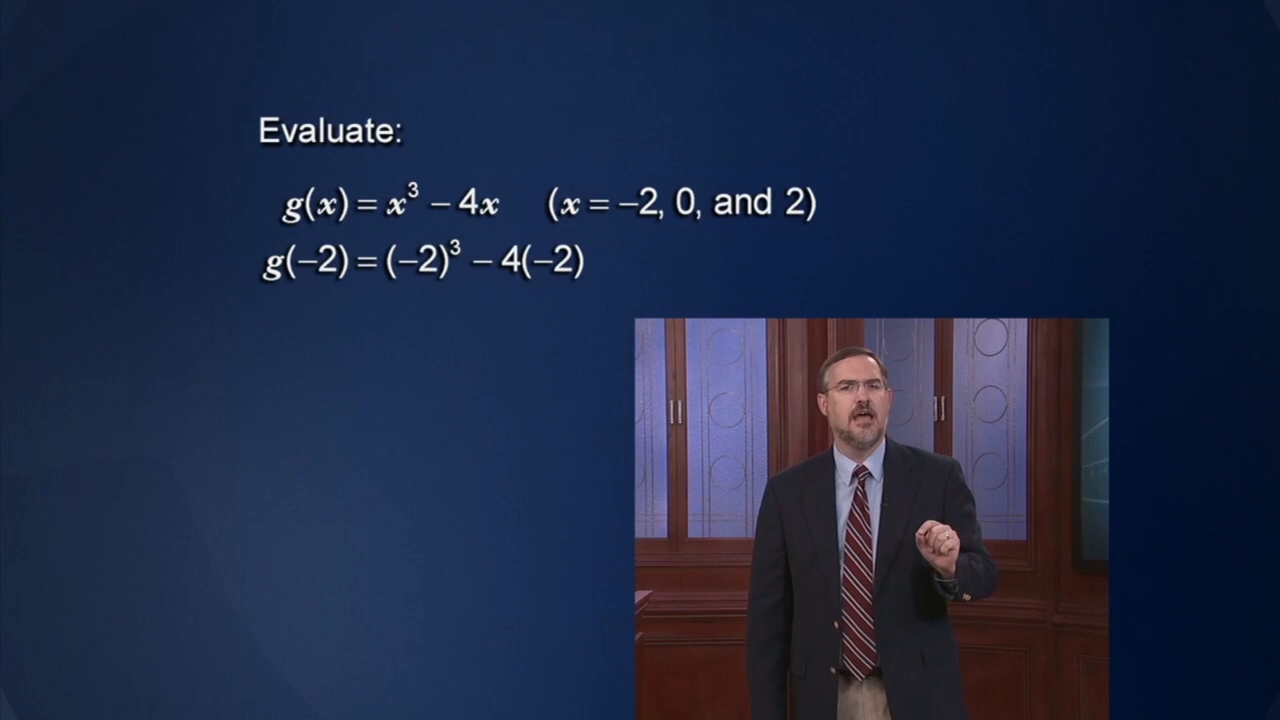 Evaluate:
g(x) = x³ − 4x (x = −2, 0, and 2)
g(−2) = (−2)³ − 4(−2)